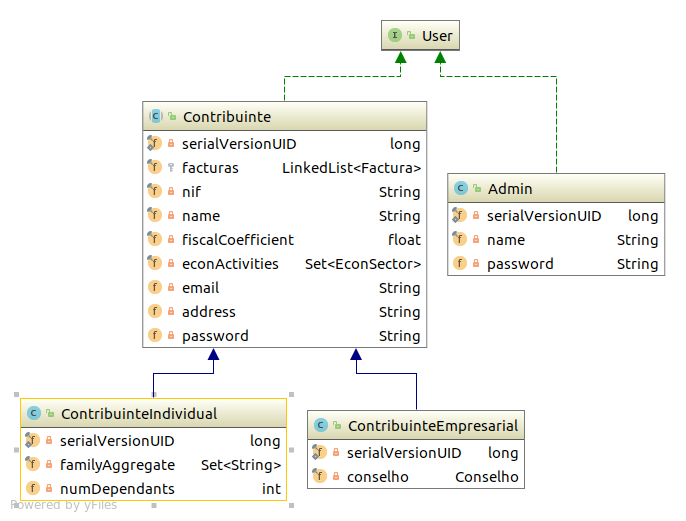 User
Contribuinte
serialVersionUID long
facturas LinkedList<Factura>
nif String
name String
fiscalCoefficient float
econActivities Set<EconSector>
email String
address String
password String
Admin
serialVersionUID long
name String
password String
ContribuinteIndividual
serialVersionUID long
familyAggregate Set<String>
numDependants int
ContribuinteEmpresarial
serialVersionUID long
conselho Conselho
Powered by yFiles